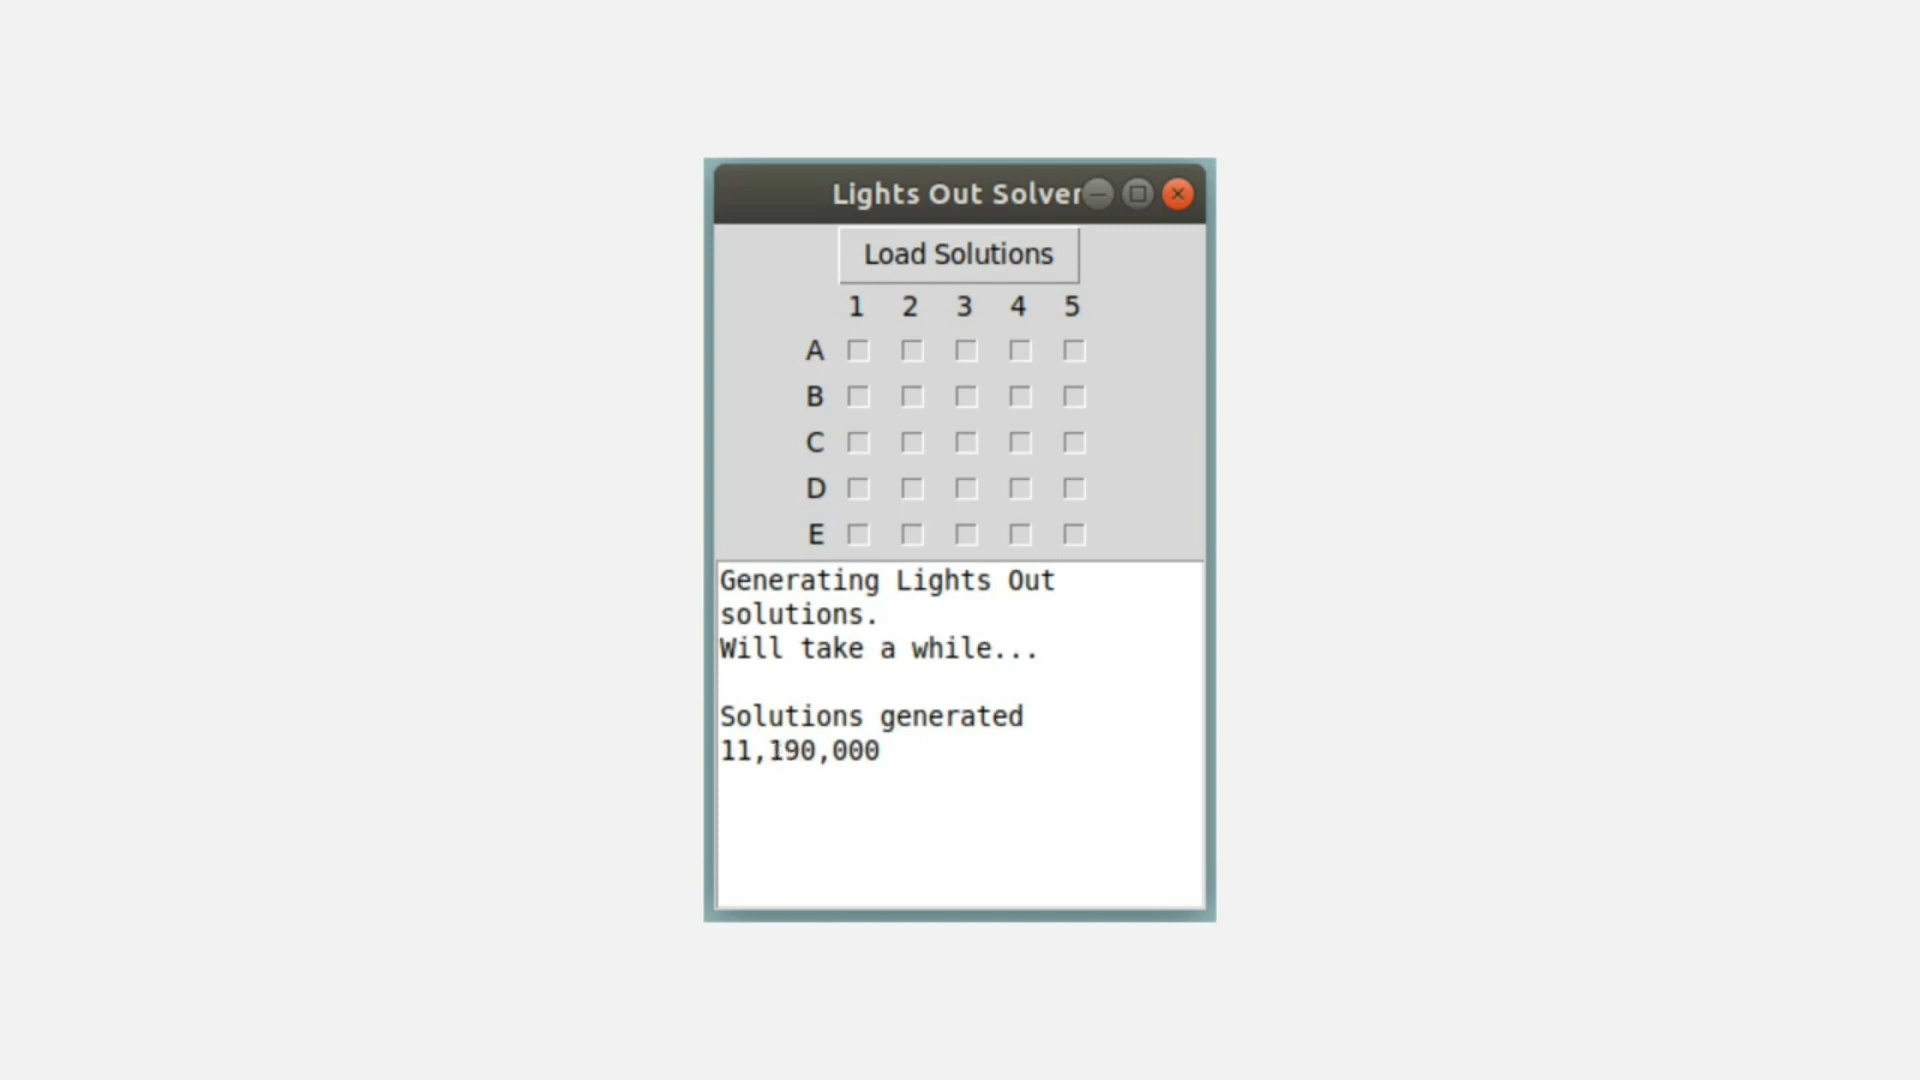 Lights Out Solver
Load Solutions
1 2 3 4 5
A
B
C
D
E
Generating Lights Out
solutions.
Will take a while...
Solutions generated
11,190,000